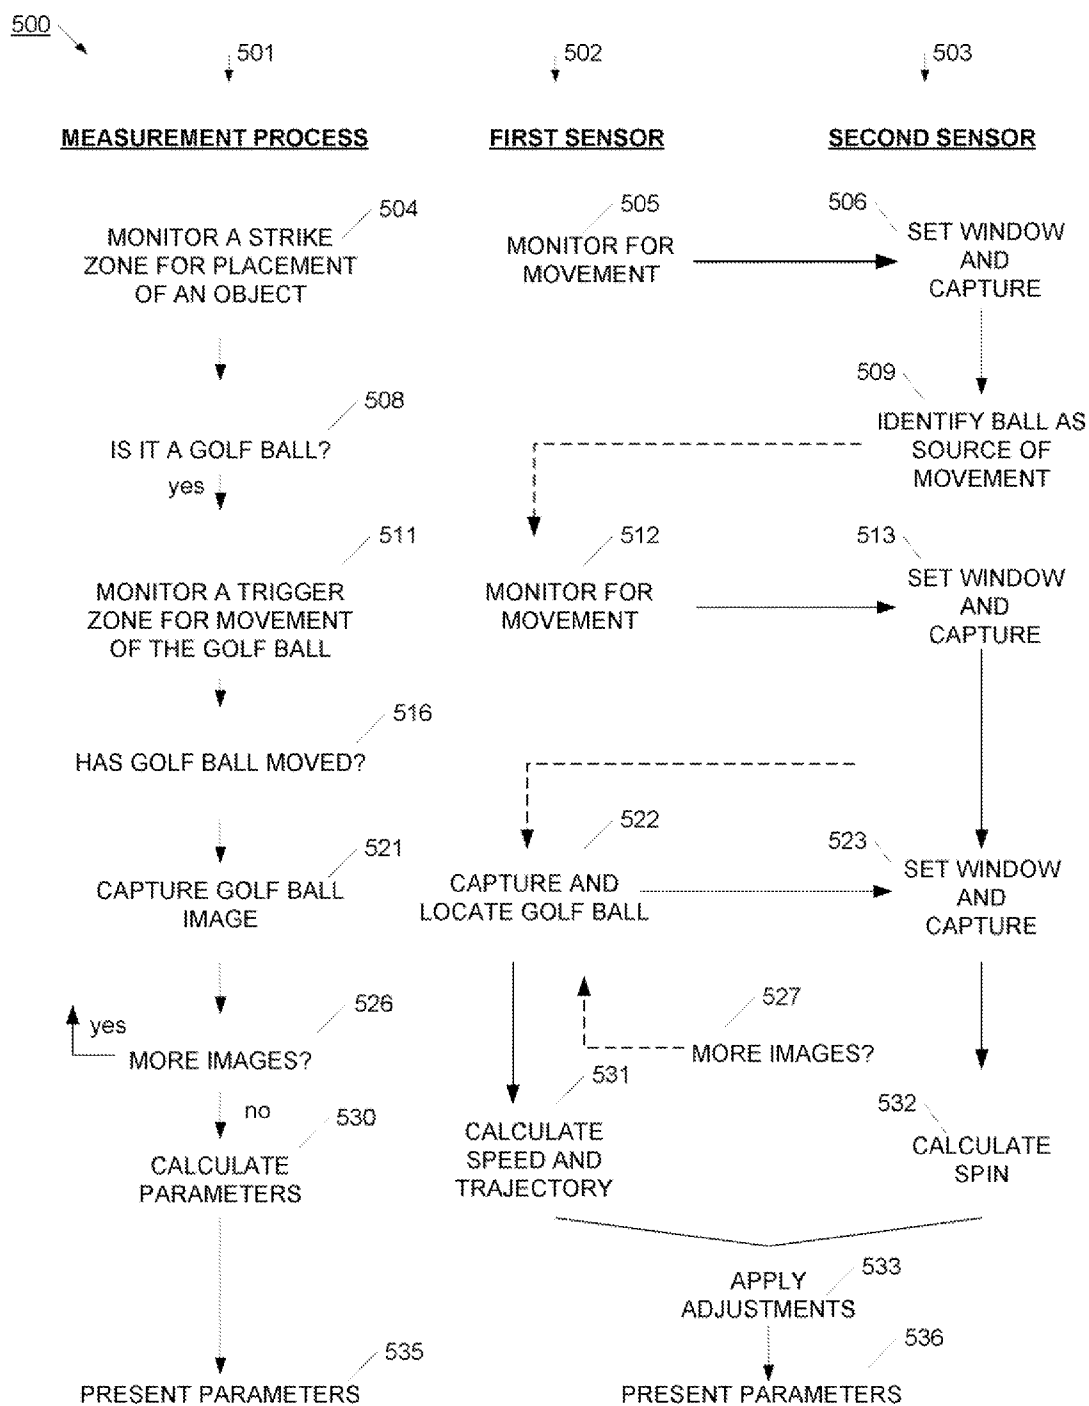 500
501
502
503
MEASUREMENT PROCESS
FIRST SENSOR
SECOND SENSOR
504
MONITOR A STRIKE
ZONE FOR PLACEMENT
OF AN OBJECT
505
MONITOR FOR
MOVEMENT
506
SET WINDOW
AND
CAPTURE
508
IS IT A GOLF BALL?
yes
509
IDENTIFY BALL AS
SOURCE OF
MOVEMENT
511
MONITOR A TRIGGER
ZONE FOR MOVEMENT
OF THE GOLF BALL
512
MONITOR FOR
MOVEMENT
513
SET WINDOW
AND
CAPTURE
516
HAS GOLF BALL MOVED?
521
CAPTURE GOLF BALL
IMAGE
522
CAPTURE AND
LOCATE GOLF BALL
523
SET WINDOW
AND
CAPTURE
526
yes
MORE IMAGES?
no
527
MORE IMAGES?
530
CALCULATE
PARAMETERS
531
CALCULATE
SPEED AND
TRAJECTORY
532
CALCULATE
SPIN
533
APPLY
ADJUSTMENTS
535
PRESENT PARAMETERS
536
PRESENT PARAMETERS